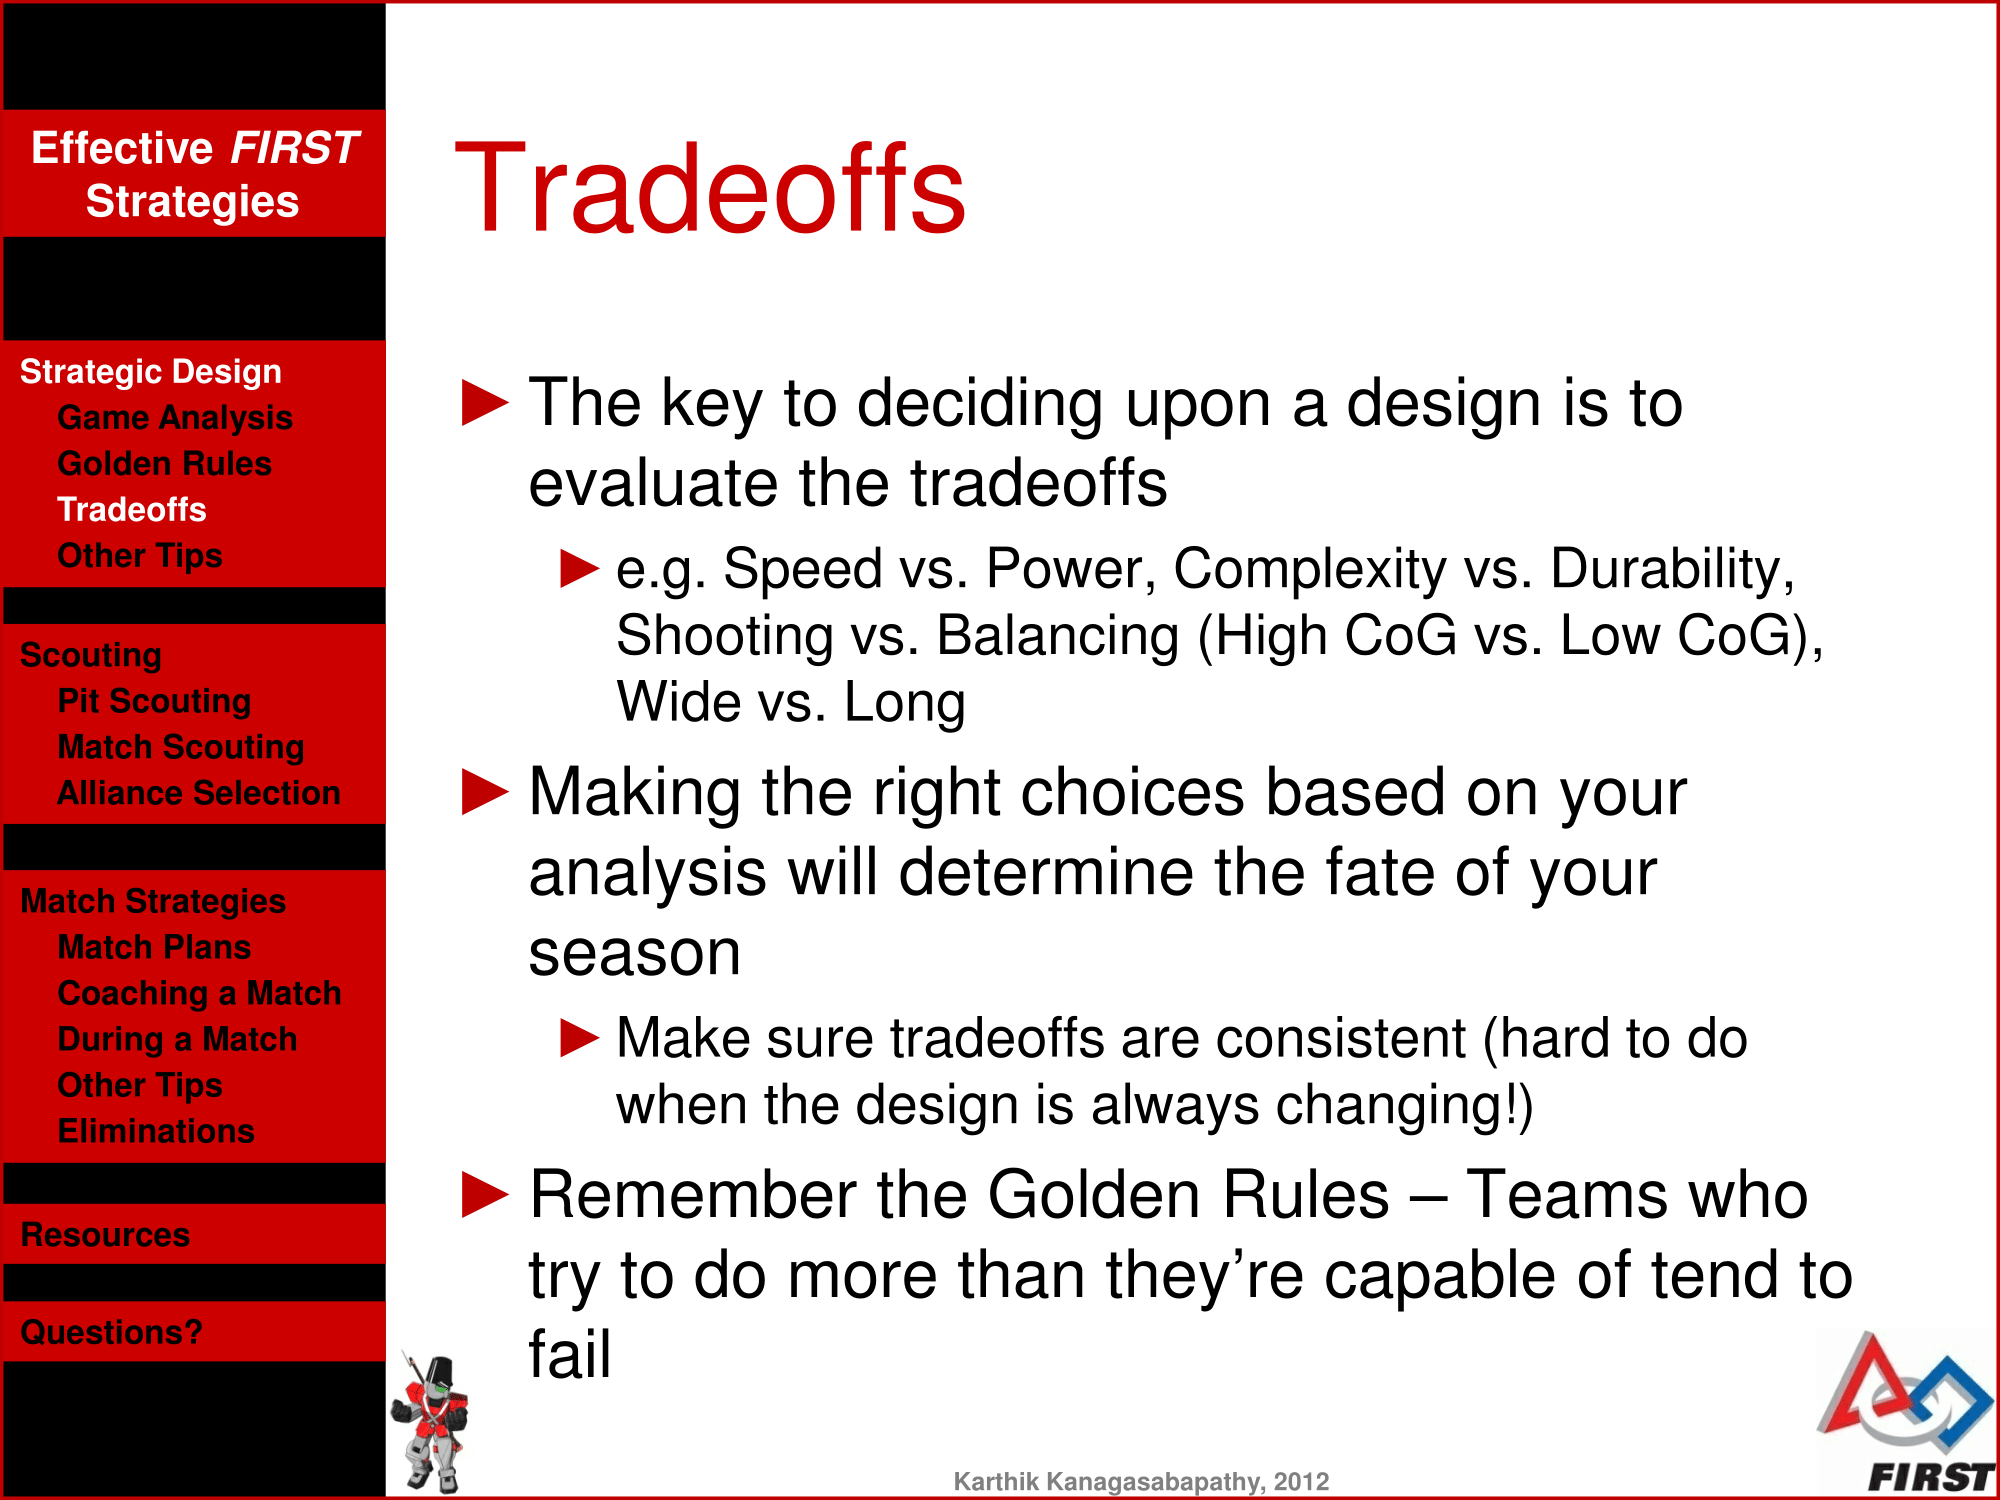 Effective FIRST
Strategies
Strategic Design
Game Analysis
Golden Rules
Tradeoffs
Other Tips
Scouting
Pit Scouting
Match Scouting
Alliance Selection
Match Strategies
Match Plans
Coaching a Match
During a Match
Other Tips
Eliminations
Resources
Questions?
Tradeoffs
► The key to deciding upon a design is to
evaluate the tradeoffs
► e.g. Speed vs. Power, Complexity vs. Durability,
Shooting vs. Balancing (High CoG vs. Low CoG),
Wide vs. Long
► Making the right choices based on your
analysis will determine the fate of your
season
► Make sure tradeoffs are consistent (hard to do
when the design is always changing!)
► Remember the Golden Rules – Teams who
try to do more than they’re capable of tend to
fail
Karthik Kanagasabapathy, 2012
FIRST